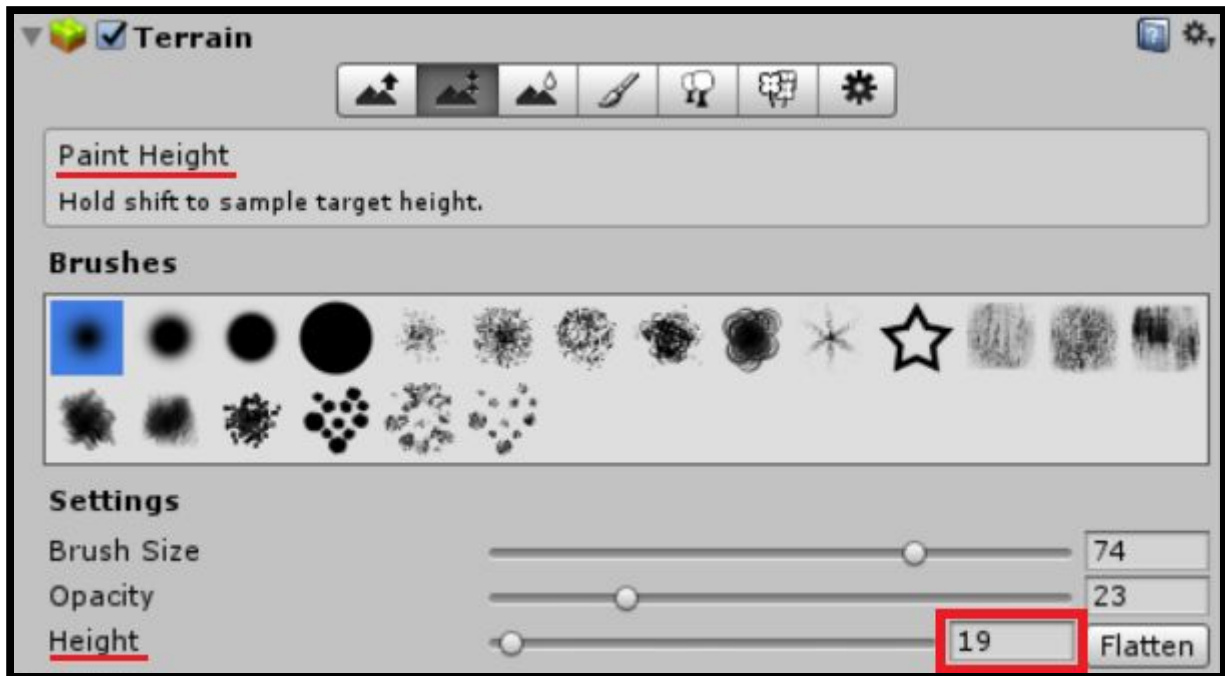 Terrain
Paint Height
Hold shift to sample target height.
Brushes
Settings
Brush Size 74
Opacity 23
Height 19 Flatten